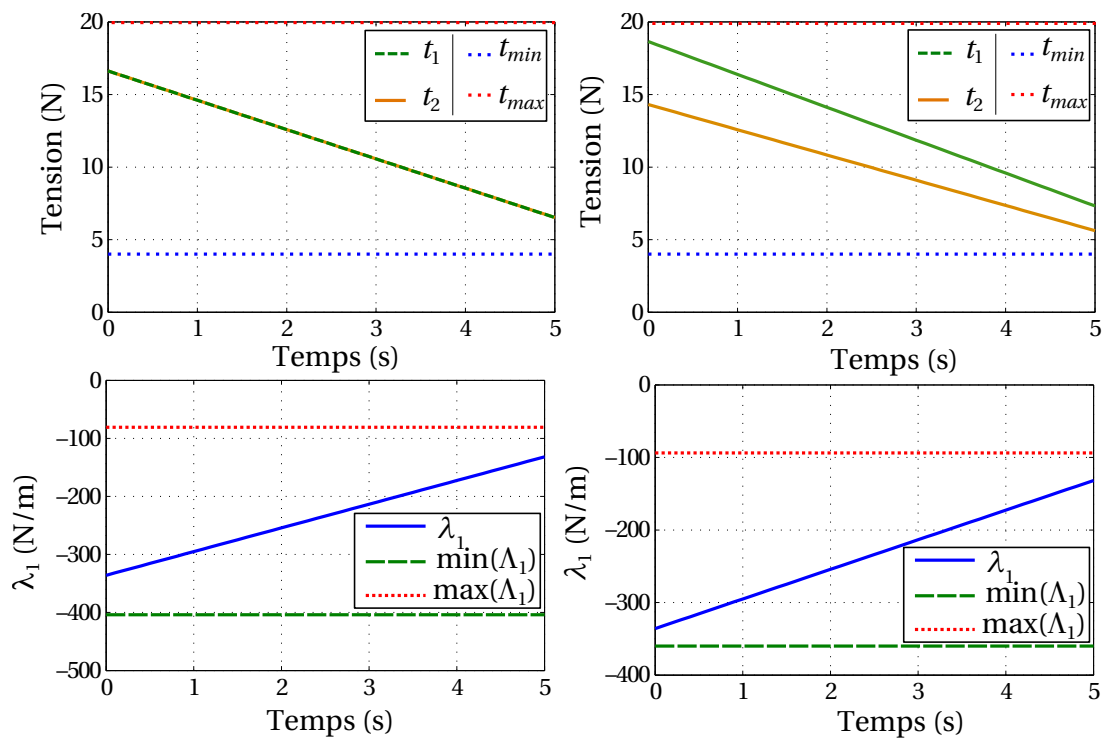 Tension (N)
20
15
10
5
0
t1
t2
tmin
tmax
0 1 2 3 4 5
Temps (s)
Tension (N)
20
15
10
5
0
t1
t2
tmin
tmax
0 1 2 3 4 5
Temps (s)
λ1 (N/m)
0
−100
−200
−300
−400
−500
λ1
min(Λ1)
max(Λ1)
0 1 2 3 4 5
Temps (s)
λ1 (N/m)
0
−100
−200
−300
−400
λ1
min(Λ1)
max(Λ1)
0 1 2 3 4 5
Temps (s)